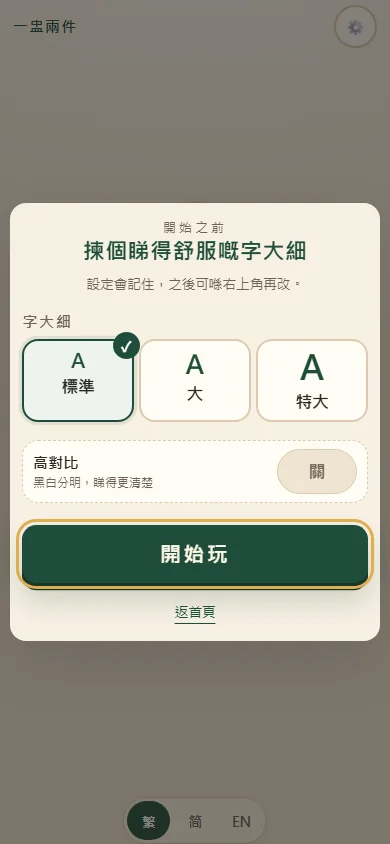 一盅兩件
開始之前
揀個睇得舒服嘅字大細
設定會記住，之後可喺右上角再改。
字大細
A
標準
A
大
A
特大
高對比
黑白分明，睇得更清楚
關
開始玩
返首頁
繁 简 EN